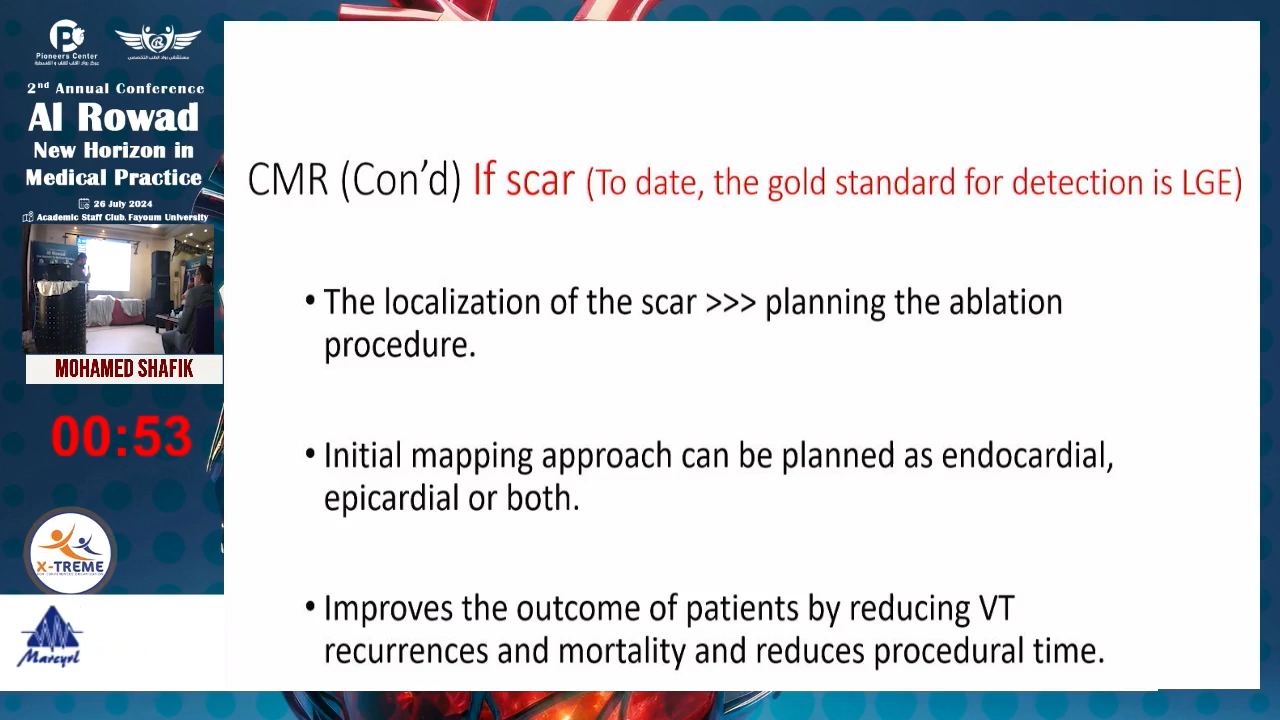 Pioneers Center
2nd Annual Conference
Al Rowad
New Horizon in
Medical Practice
26 July 2024
Academic Staff Club, Fayoum University
MOHAMED SHAFIK
00:53
X-TREME
Marcyrl
CMR (Con’d) If scar (To date, the gold standard for detection is LGE)
• The localization of the scar >>> planning the ablation
procedure.
• Initial mapping approach can be planned as endocardial,
epicardial or both.
• Improves the outcome of patients by reducing VT
recurrences and mortality and reduces procedural time.